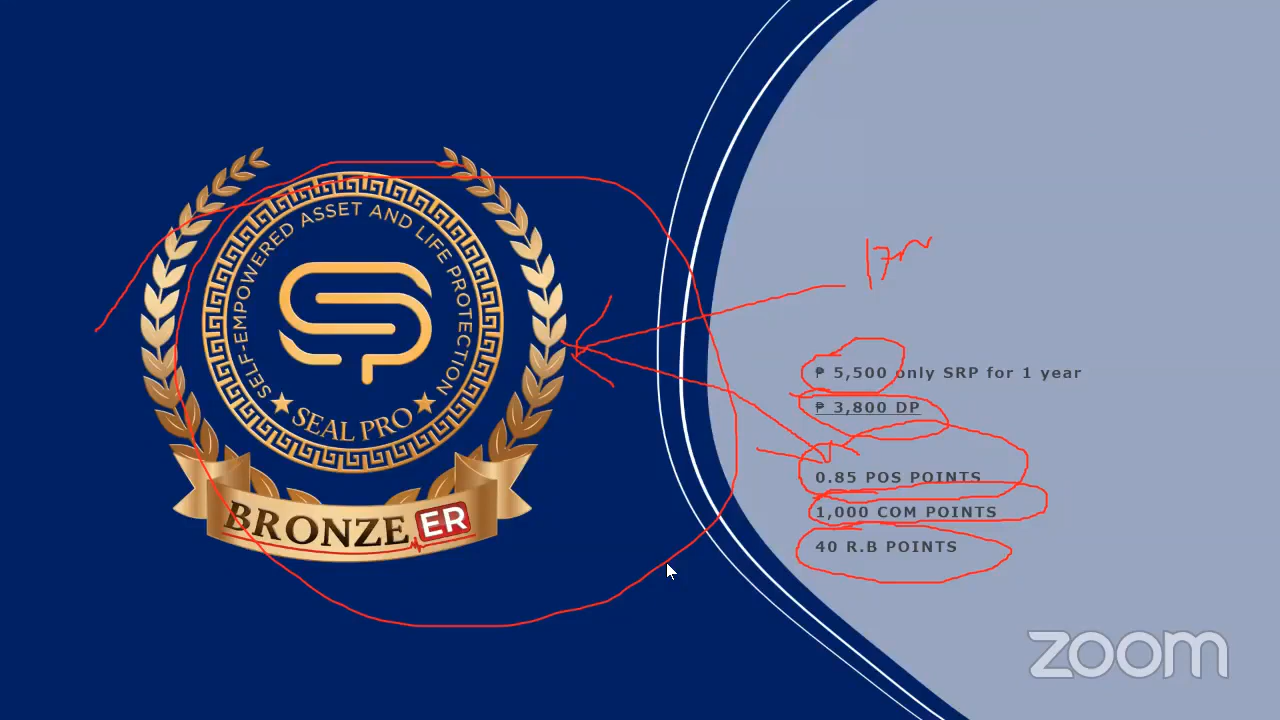 SELF-EMPOWERED ASSET AND LIFE PROTECTION
SEAL PRO
BRONZE ER
₱ 5,500 only SRP for 1 year
₱ 3,800 DP
0.85 POS POINTS
1,000 COM POINTS
40 R.B POINTS
zoom